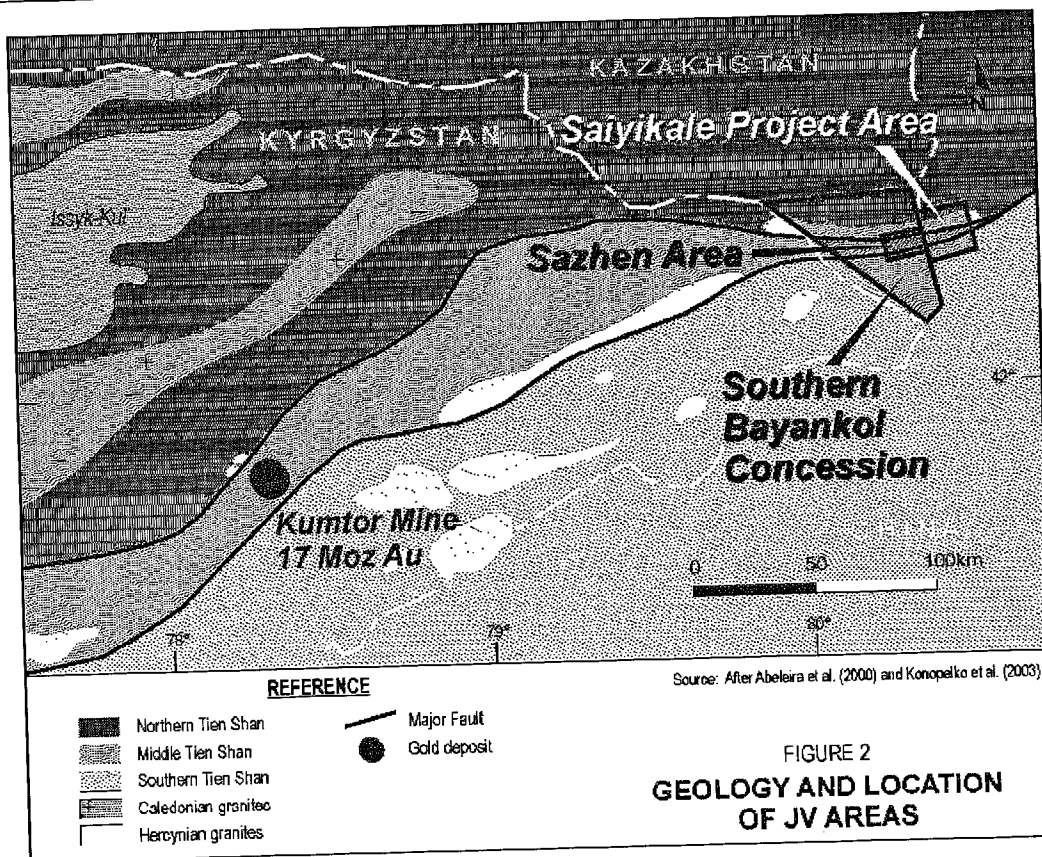 KAZAKHSTAN
KYRGYZSTAN
Saiyikale Project Area
Issyk-Kul
Sazhen Area
42°
Southern
Bayankol
Concession
Kumtor Mine
17 Moz Au
0 50 100km
78° 79° 80°
Source: After Abeleira et al. (2000) and Konopelko et al. (2003)
REFERENCE
Northern Tien Shan
Middle Tien Shan
Southern Tien Shan
Caledonian granites
Hercynian granites
Major Fault
Gold deposit
FIGURE 2
GEOLOGY AND LOCATION
OF JV AREAS